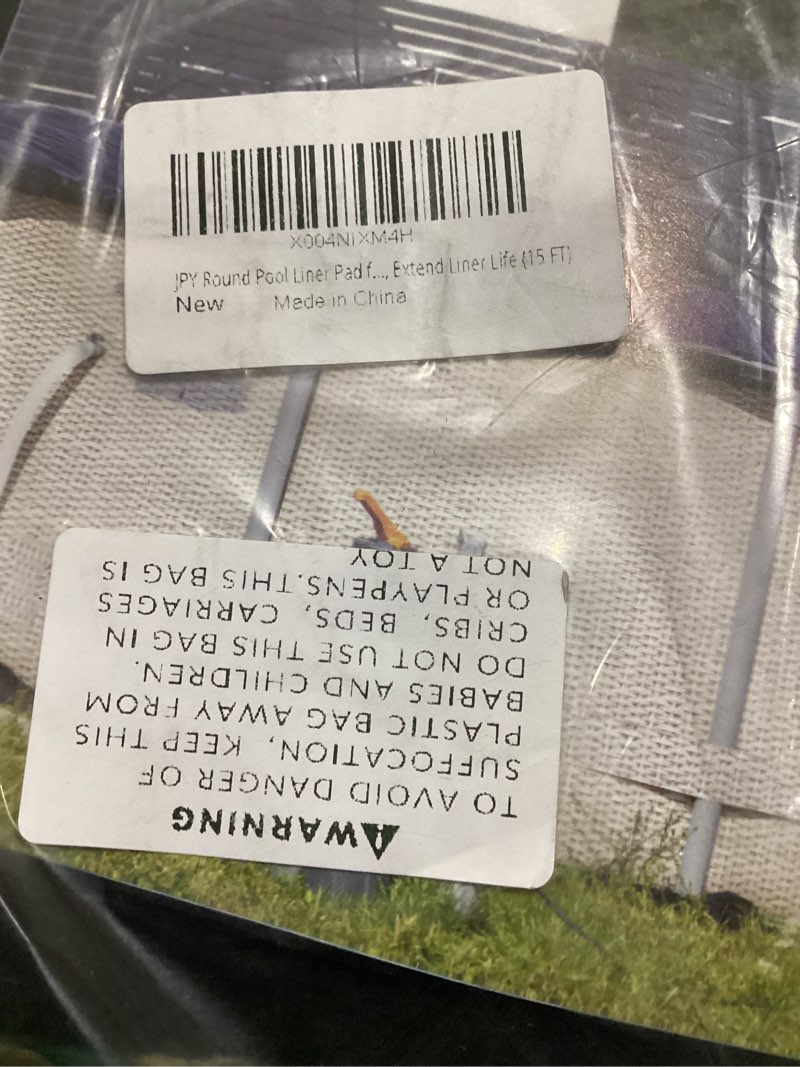 X004NIXM4H
JPY Round Pool Liner Pad f..., Extend Liner Life (15 FT)
New Made in China
WARNING
TO AVOID DANGER OF
SUFFOCATION, KEEP THIS
PLASTIC BAG AWAY FROM
BABIES AND CHILDREN.
DO NOT USE THIS BAG IN
CRIBS, BEDS, CARRIAGES
OR PLAYPENS.THIS BAG IS
NOT A TOY